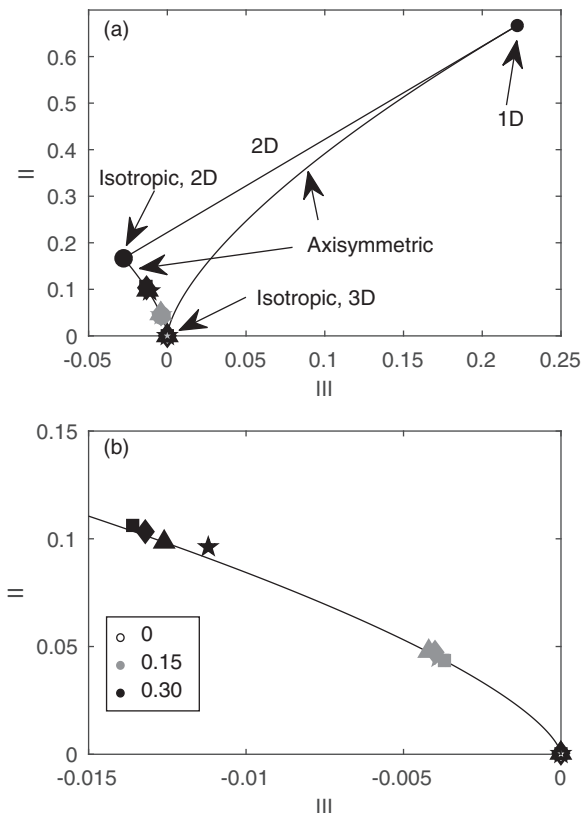 (a)
0.6
0.5
0.4
0.3
0.2
0.1
0
II
1D
2D
Isotropic, 2D
Axisymmetric
Isotropic, 3D
-0.05
0
0.05
0.1
0.15
0.2
0.25
III
(b)
0.15
0.1
0.05
0
II
0
0.15
0.30
-0.015
-0.01
-0.005
0
III